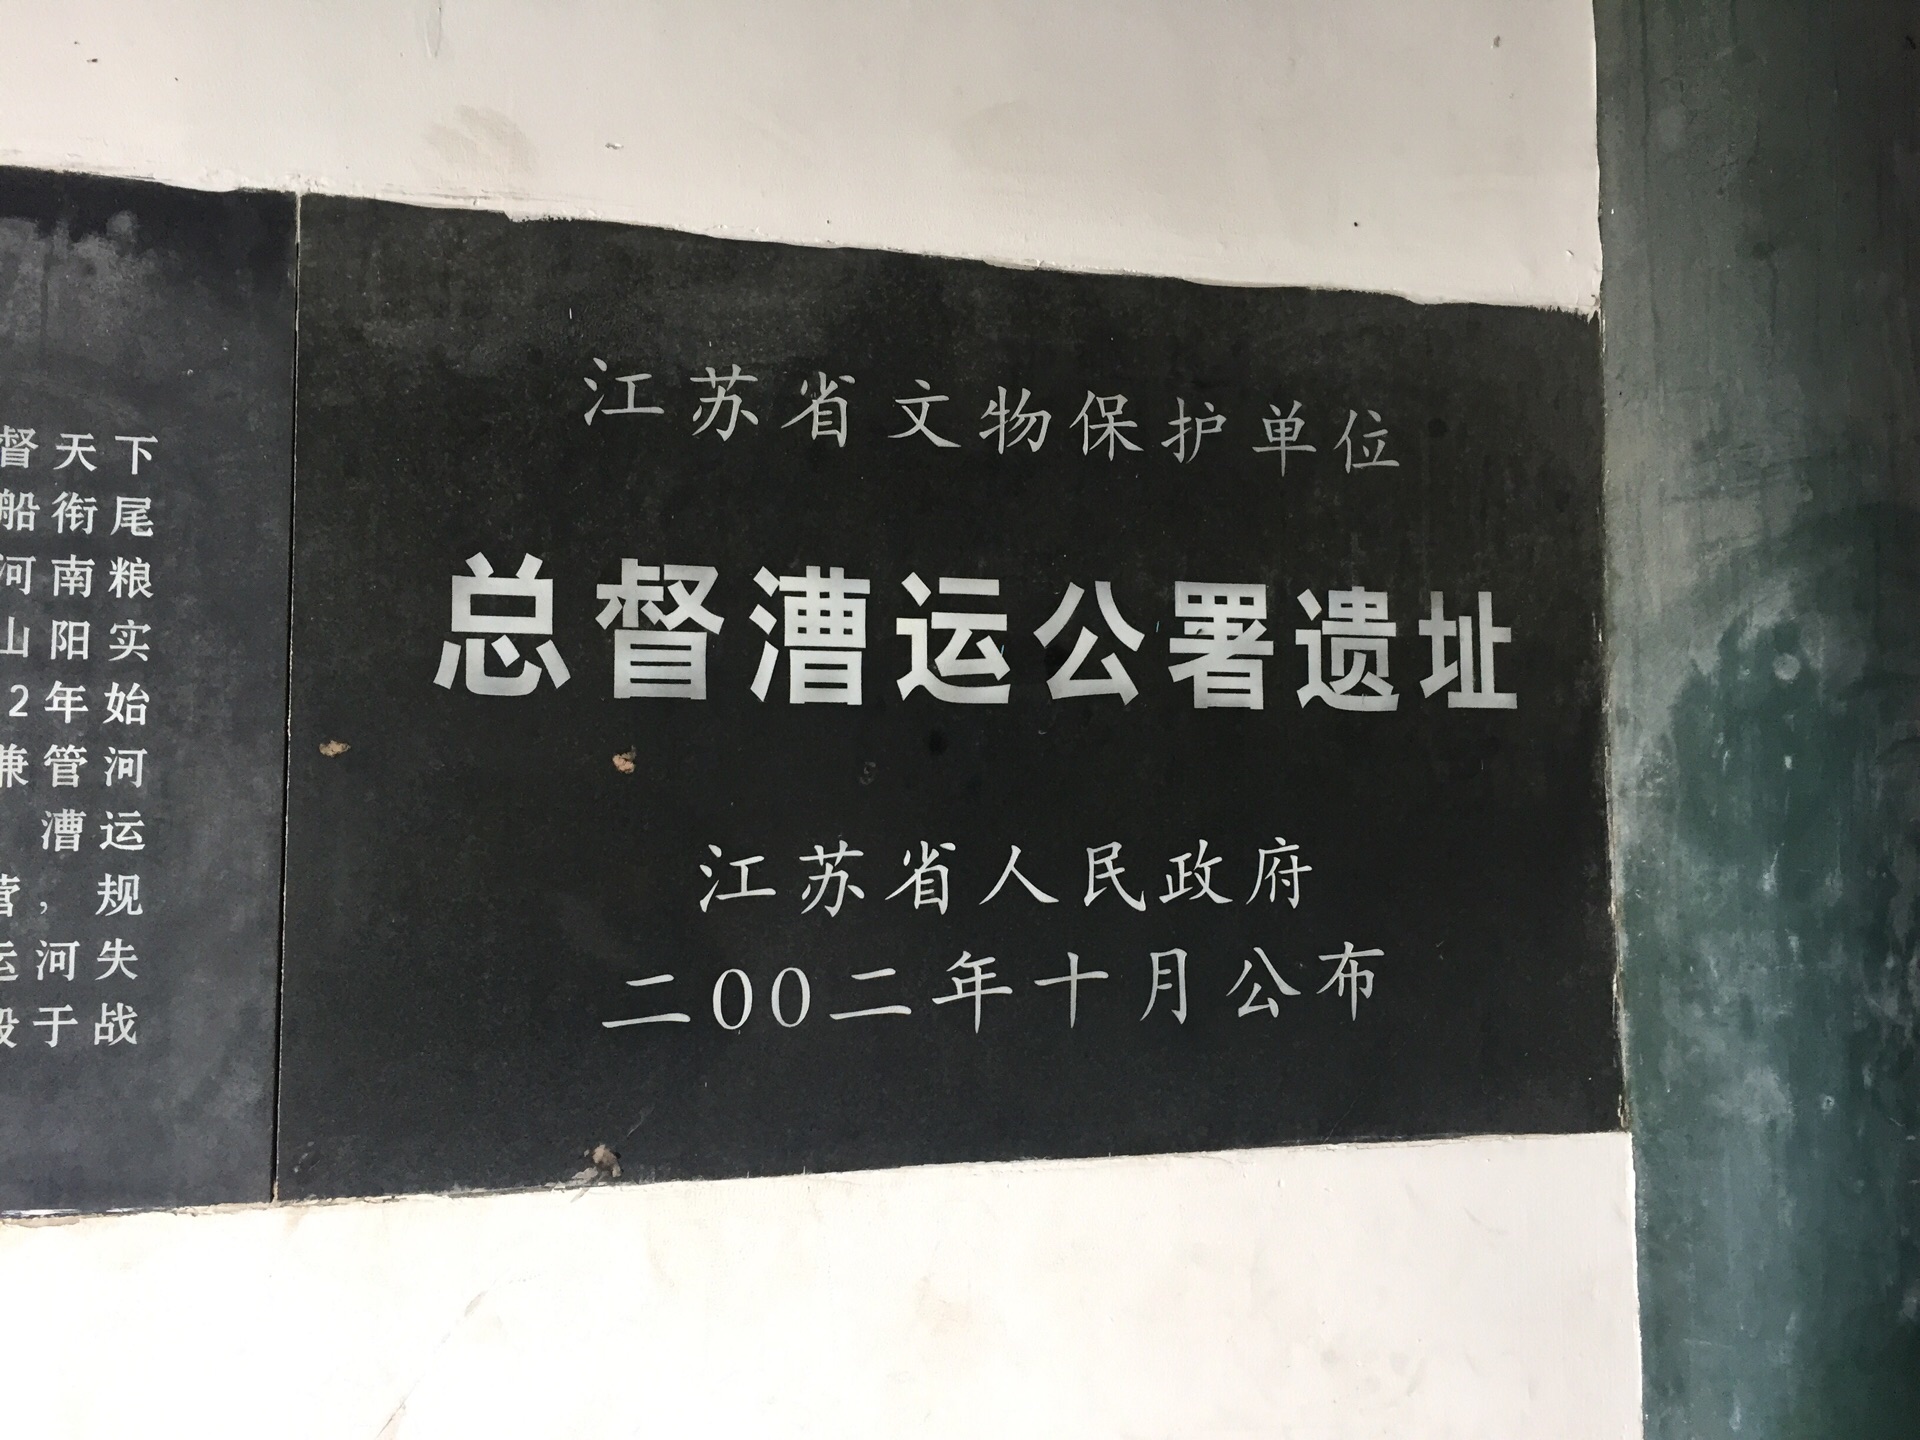 督天下
船衔尾
河南粮
山阳实
2年始
兼管河
漕运
营，规
运河失
毁于战
江苏省文物保护单位
总督漕运公署遗址
江苏省人民政府
二00二年十月公布